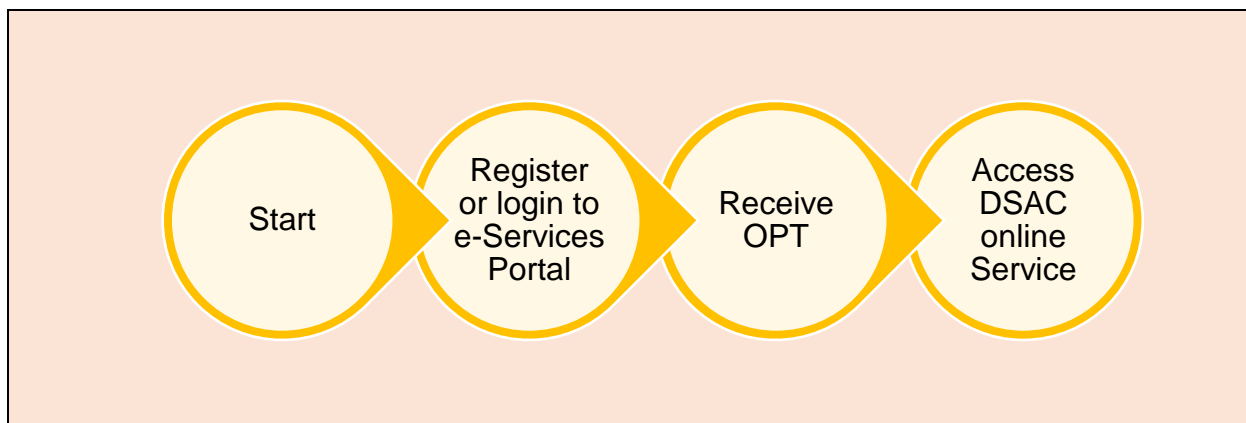 Start
Register
or login to
e-Services
Portal
Receive
OPT
Access
DSAC
online
Service